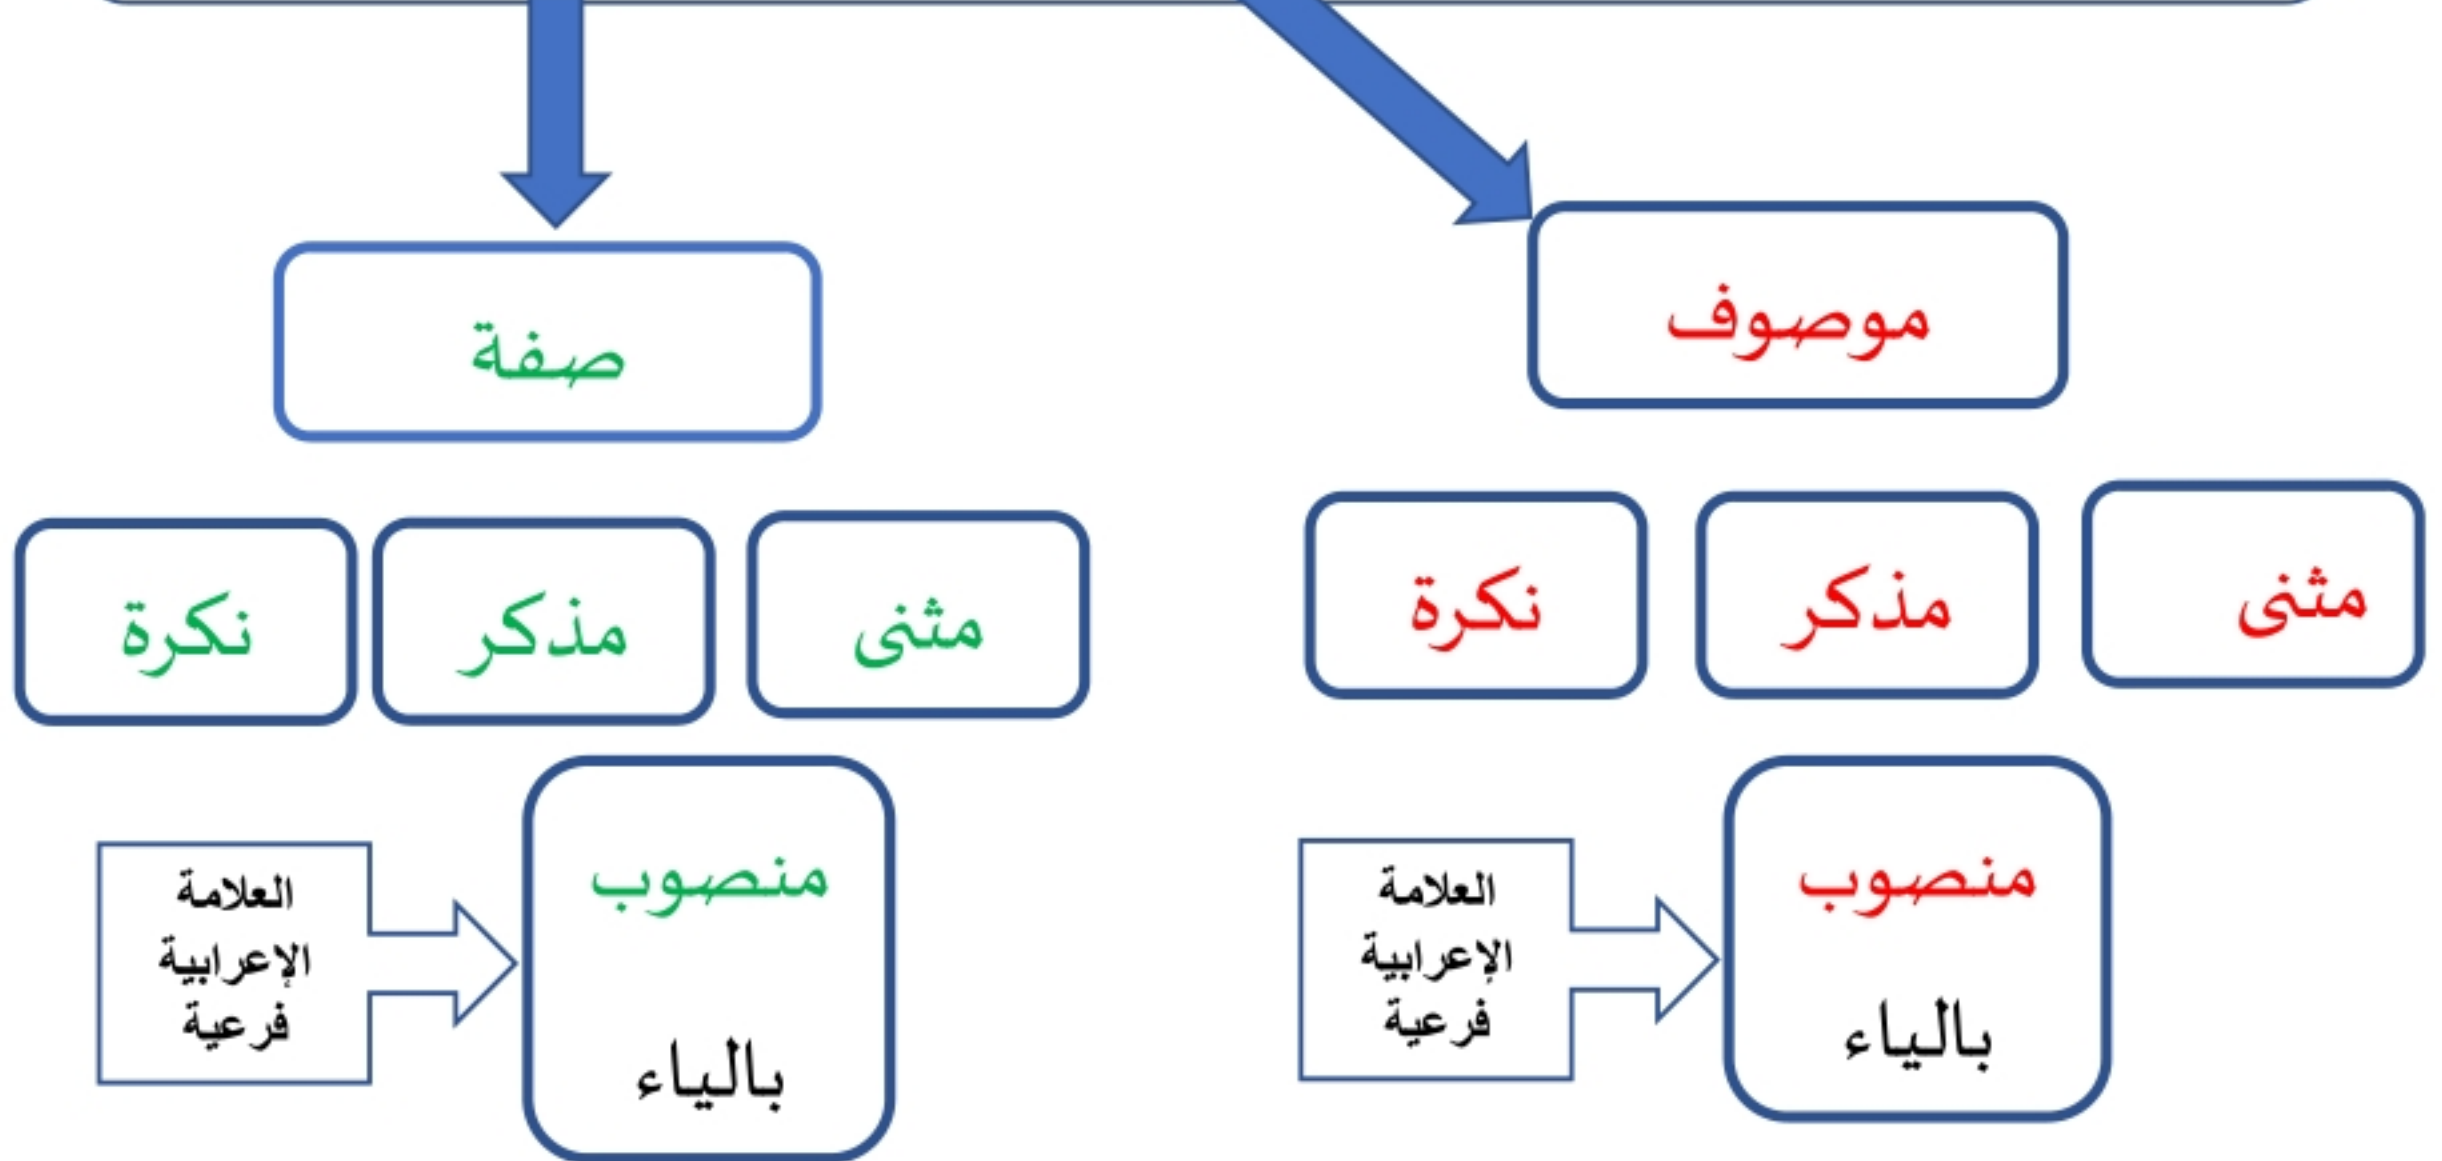 موصوف
صفة
مثنى
مذكر
نكرة
مثنى
مذكر
نكرة
منصوب
بالياء
العلامة
الإعرابية
فرعية
منصوب
بالياء
العلامة
الإعرابية
فرعية